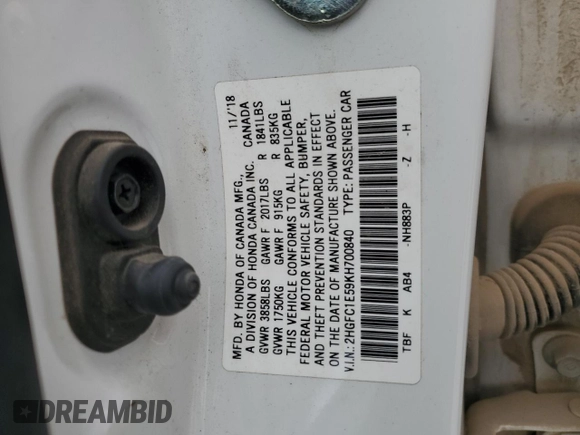 MFD. BY HONDA OF CANADA MFG., 11/'18
A DIVISION OF HONDA CANADA INC. CANADA
GVWR 3858LBS GAWR F 2017LBS R 1841LBS
GVWR 1750KG GAWR F 915KG R 835KG
THIS VEHICLE CONFORMS TO ALL APPLICABLE
FEDERAL MOTOR VEHICLE SAFETY, BUMPER,
AND THEFT PREVENTION STANDARDS IN EFFECT
ON THE DATE OF MANUFACTURE SHOWN ABOVE.
V.I.N.: 2HGFC1E59KH700840 TYPE: PASSENGER CAR
TBF K AB4 -NH883P -Z -H
DREAMBID